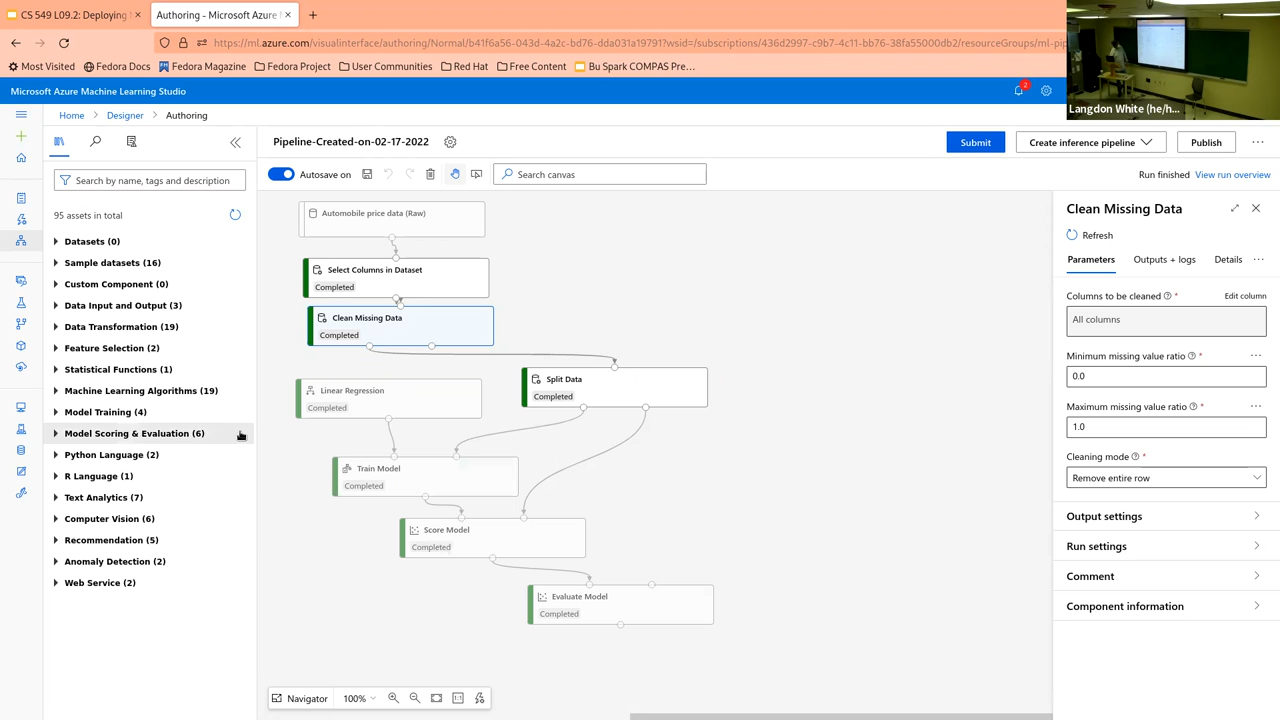 CS 549 L09.2: Deploying
Authoring - Microsoft Azure
https://ml.azure.com/visualinterface/authoring/Normal/b41f6a56-043d-4a2c-bd76-dda031a19791?wsid=/subscriptions/436d2997-c9b7-4c11-bb76-38fa55000db2/resourceGroups/ml-pip
Most Visited
Fedora Docs
Fedora Magazine
Fedora Project
User Communities
Red Hat
Free Content
Bu Spark COMPAS Pre…
Langdon White (he/h...
Microsoft Azure Machine Learning Studio
2
Home
Designer
Authoring
Pipeline-Created-on-02-17-2022
Submit
Create inference pipeline
Publish
Autosave on
Search canvas
Run finished
View run overview
Search by name, tags and description
95 assets in total
Datasets (0)
Sample datasets (16)
Custom Component (0)
Data Input and Output (3)
Data Transformation (19)
Feature Selection (2)
Statistical Functions (1)
Machine Learning Algorithms (19)
Model Training (4)
Model Scoring & Evaluation (6)
Python Language (2)
R Language (1)
Text Analytics (7)
Computer Vision (6)
Recommendation (5)
Anomaly Detection (2)
Web Service (2)
Automobile price data (Raw)
Select Columns in Dataset
Completed
Clean Missing Data
Completed
Split Data
Completed
Linear Regression
Completed
Train Model
Completed
Score Model
Completed
Evaluate Model
Completed
Navigator
100%
Clean Missing Data
Refresh
Parameters
Outputs + logs
Details
Columns to be cleaned *
Edit column
All columns
Minimum missing value ratio *
0.0
Maximum missing value ratio *
1.0
Cleaning mode *
Remove entire row
Output settings
Run settings
Comment
Component information